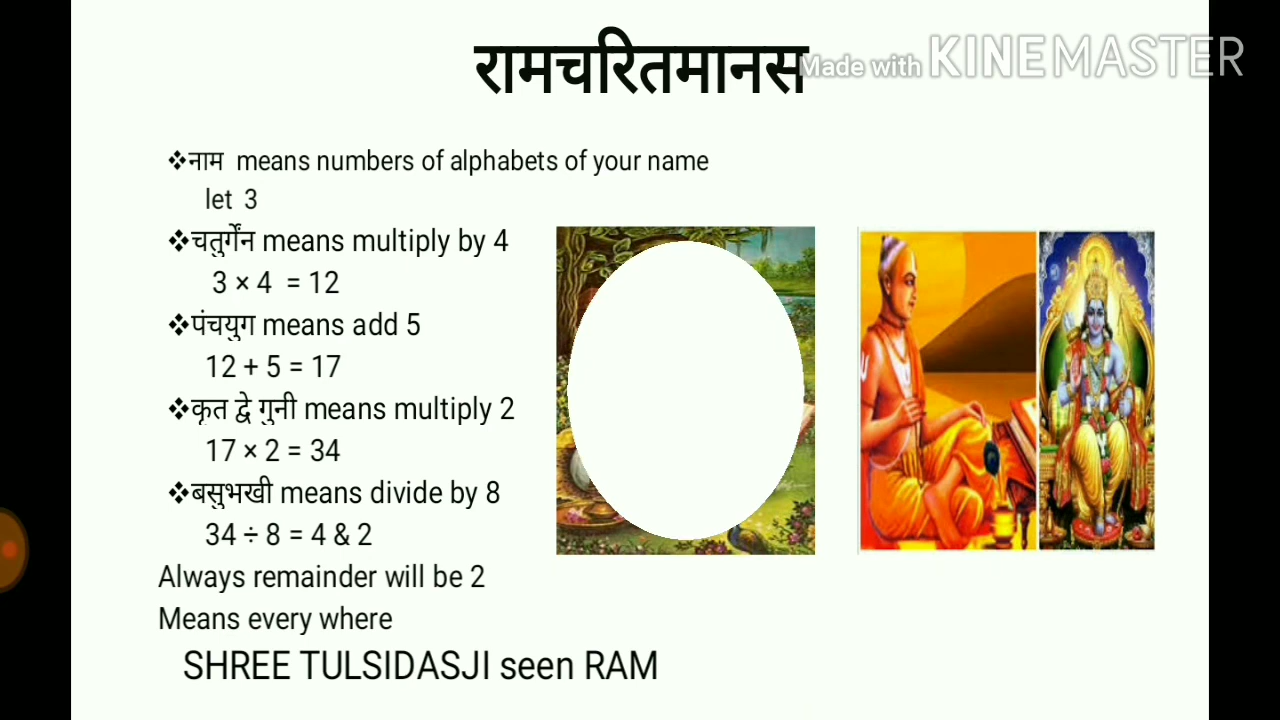 रामचरितमानस
Made with KINEMASTER
❖नाम means numbers of alphabets of your name
let 3
❖चतुर्गेंन means multiply by 4
3 × 4 = 12
❖पंचयुग means add 5
12 + 5 = 17
❖कृत द्वे गुनी means multiply 2
17 × 2 = 34
❖बसुभखी means divide by 8
34 ÷ 8 = 4 & 2
Always remainder will be 2
Means every where
SHREE TULSIDASJI seen RAM